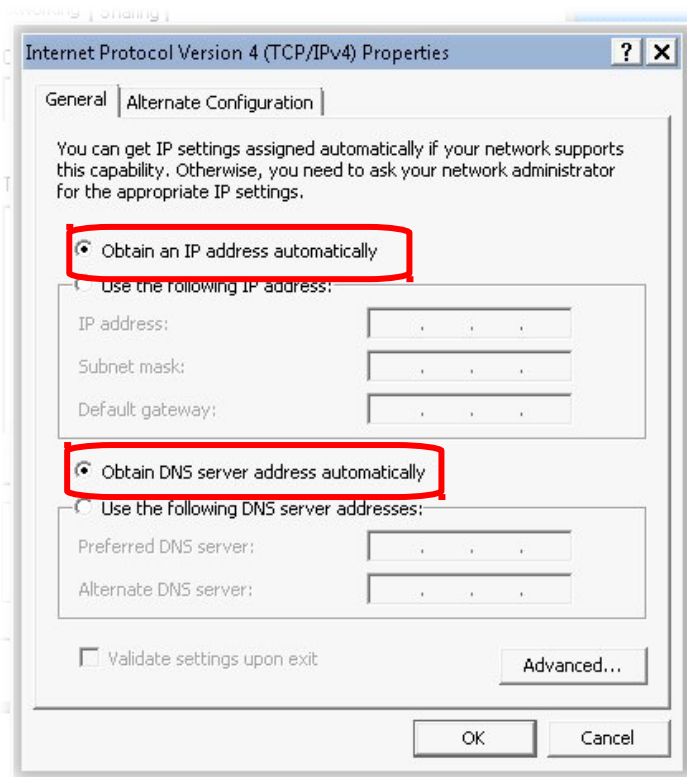 Sharing
Internet Protocol Version 4 (TCP/IPv4) Properties
General
Alternate Configuration
You can get IP settings assigned automatically if your network supports
this capability. Otherwise, you need to ask your network administrator
for the appropriate IP settings.
Obtain an IP address automatically
Use the following IP address:
IP address:
Subnet mask:
Default gateway:
Obtain DNS server address automatically
Use the following DNS server addresses:
Preferred DNS server:
Alternate DNS server:
Validate settings upon exit
Advanced...
OK
Cancel